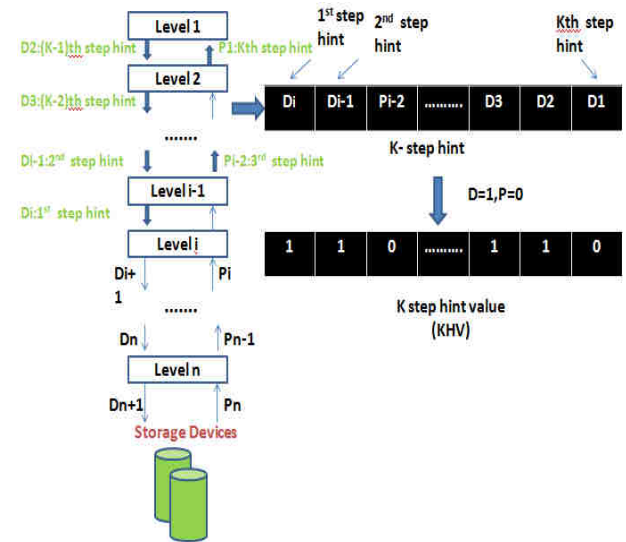 Level 1
D2:(K-1)th step hint
P1:Kth step hint
Level 2
D3:(K-2)th step hint
.......
Di-1:2nd step hint
Pi-2:3rd step hint
Level i-1
Di:1st step hint
Level i
Di+
1
Pi
.......
Dn
Pn-1
Level n
Dn+1
Pn
Storage Devices
1st step
hint
2nd step
hint
Kth step
hint
Di Di-1 Pi-2 .......... D3 D2 D1
K- step hint
D=1,P=0
1 1 0 .......... 1 1 0
K step hint value
(KHV)